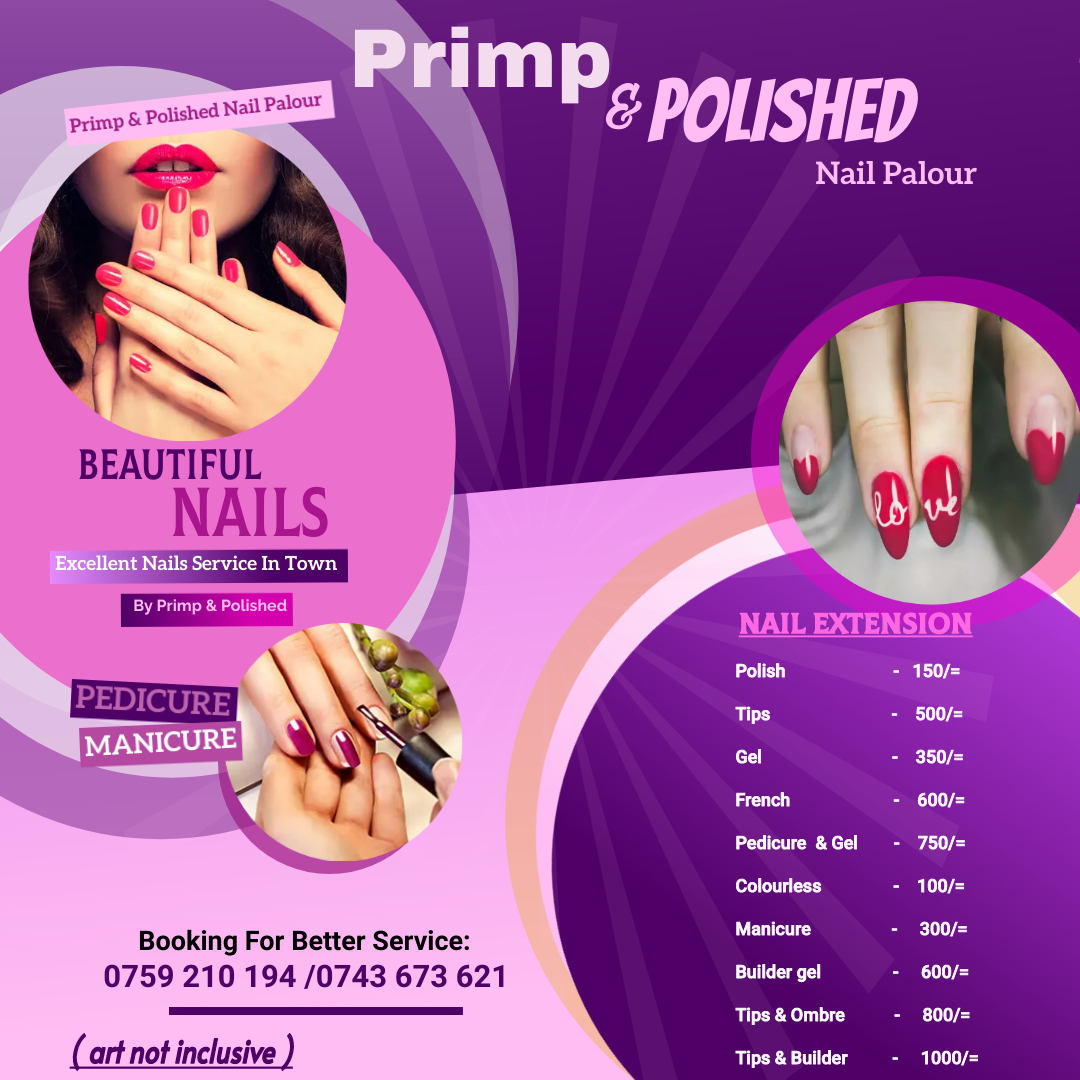 Primp
& POLISHED
Nail Palour
Primp & Polished Nail Palour
BEAUTIFUL
NAILS
Excellent Nails Service In Town
By Primp & Polished
PEDICURE
MANICURE
Booking For Better Service:
0759 210 194 /0743 673 621
( art not inclusive )
love
NAIL EXTENSION
Polish - 150/=
Tips - 500/=
Gel - 350/=
French - 600/=
Pedicure & Gel - 750/=
Colourless - 100/=
Manicure - 300/=
Builder gel - 600/=
Tips & Ombre - 800/=
Tips & Builder - 1000/=